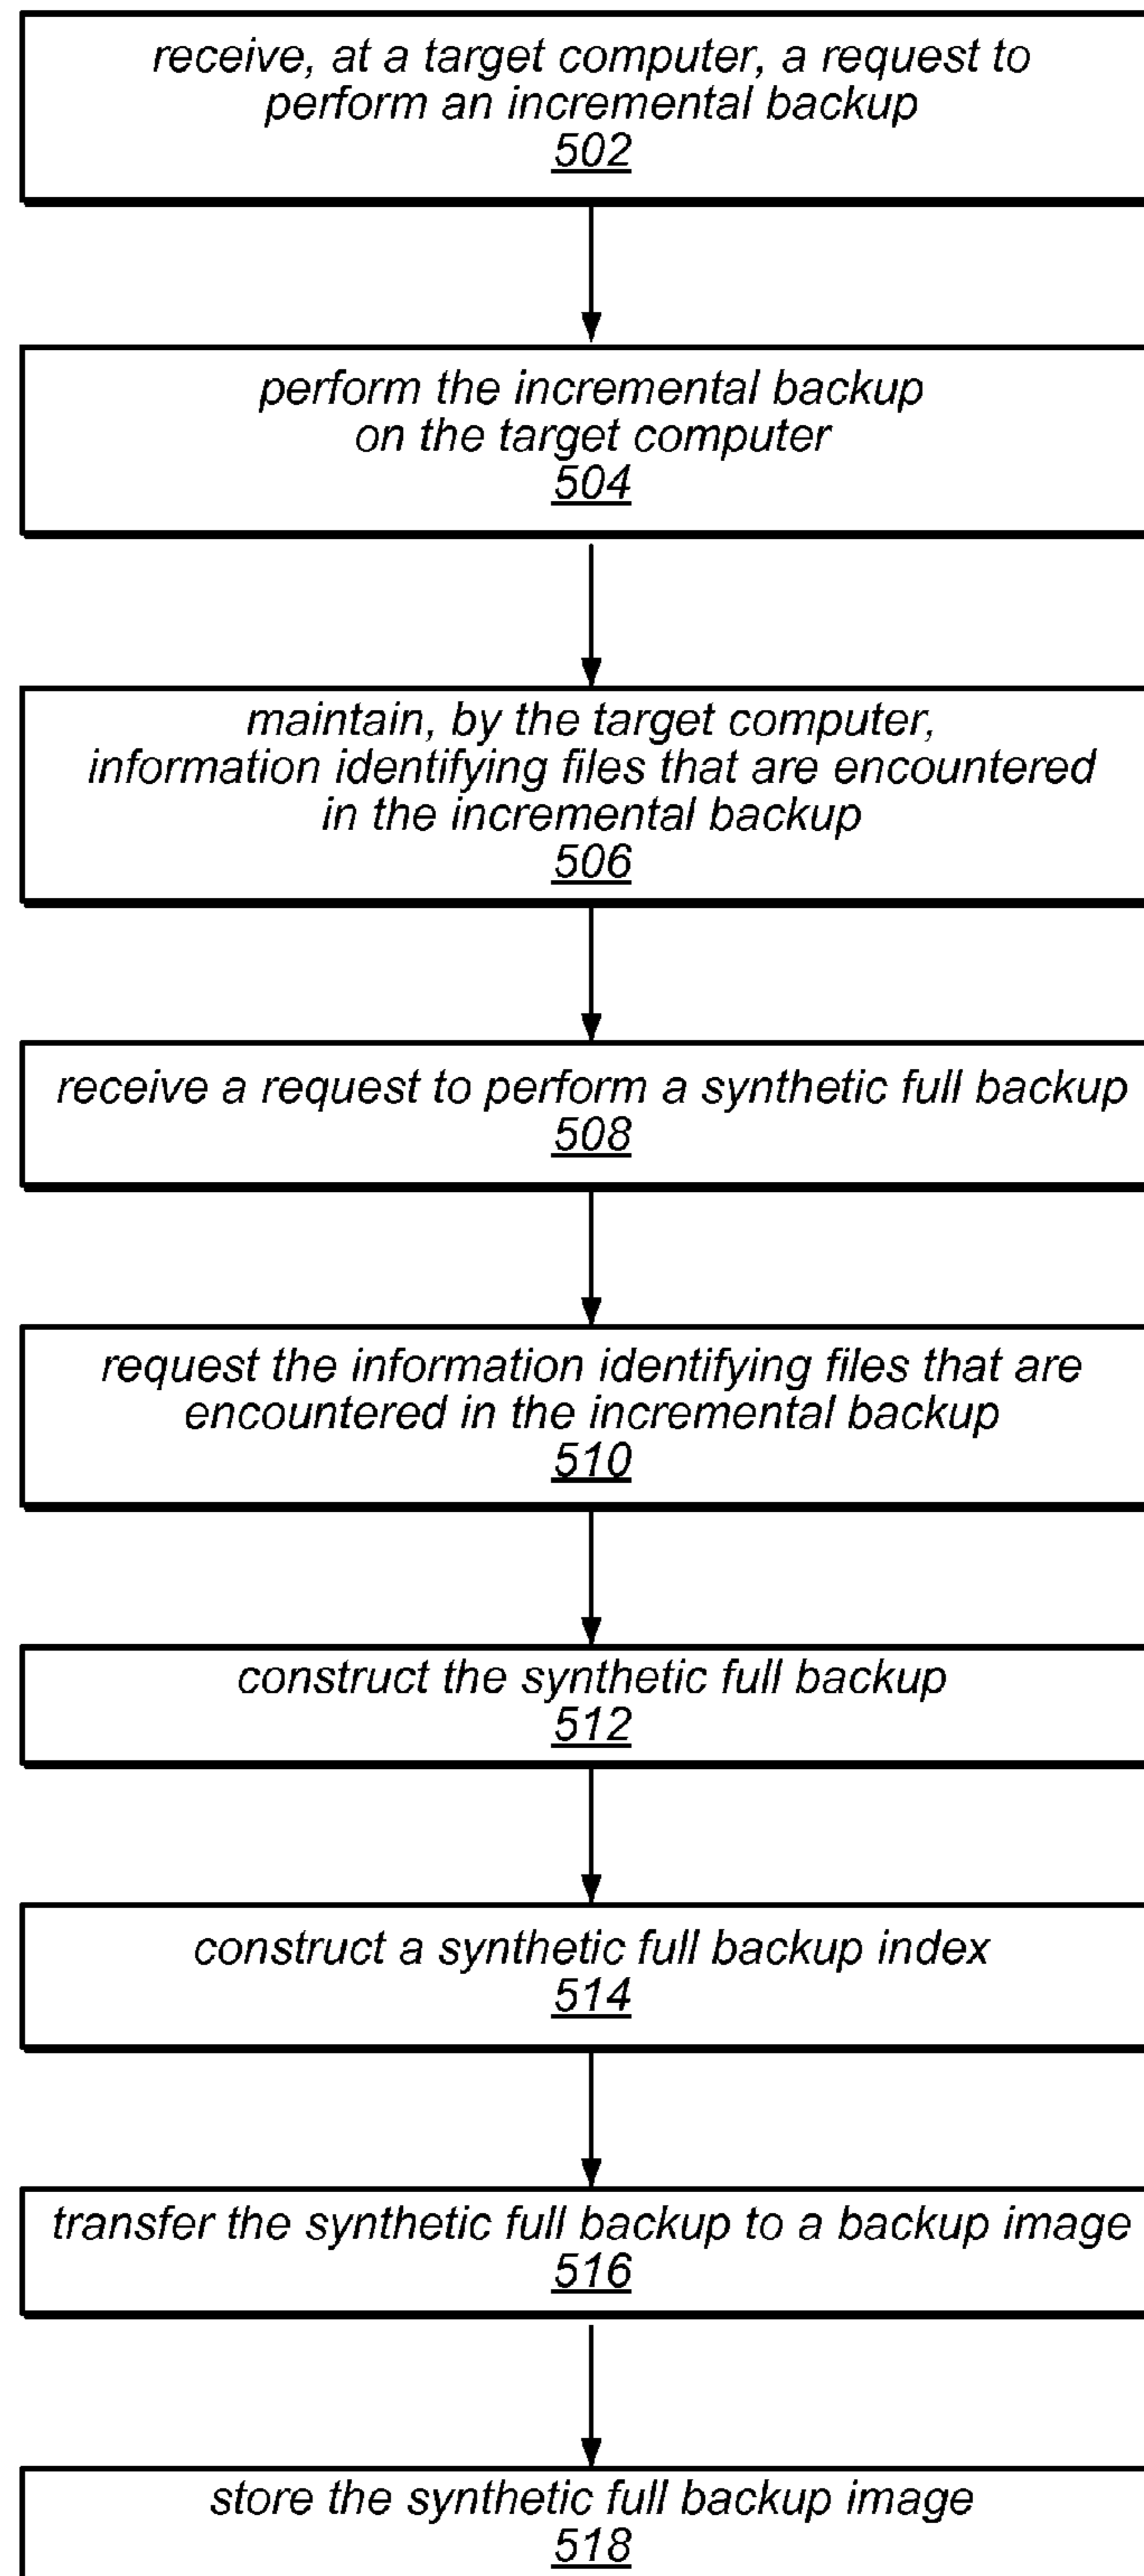 receive, at a target computer, a request to
perform an incremental backup
502
perform the incremental backup
on the target computer
504
maintain, by the target computer,
information identifying files that are encountered
in the incremental backup
506
receive a request to perform a synthetic full backup
508
request the information identifying files that are
encountered in the incremental backup
510
construct the synthetic full backup
512
construct a synthetic full backup index
514
transfer the synthetic full backup to a backup image
516
store the synthetic full backup image
518